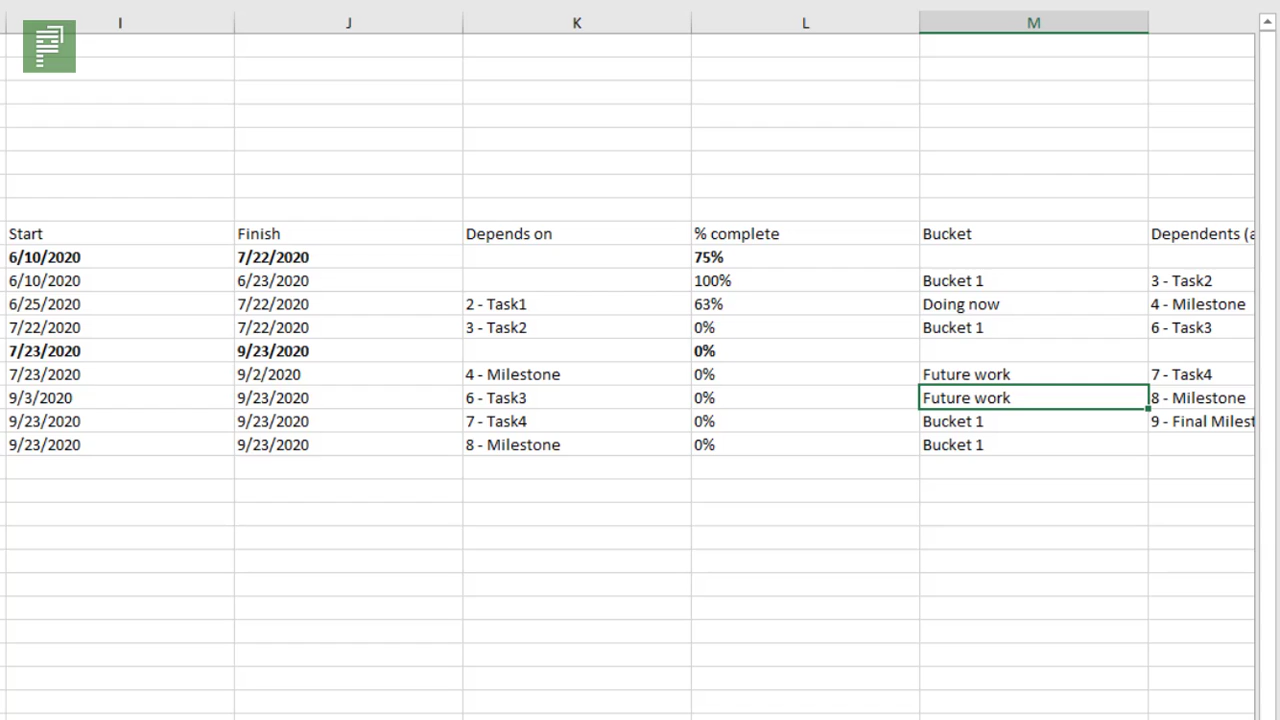 I J K L M
Start Finish Depends on % complete Bucket Dependents (a
6/10/2020 7/22/2020 75%
6/10/2020 6/23/2020 100% Bucket 1 3 - Task2
6/25/2020 7/22/2020 2 - Task1 63% Doing now 4 - Milestone
7/22/2020 7/22/2020 3 - Task2 0% Bucket 1 6 - Task3
7/23/2020 9/23/2020 0%
7/23/2020 9/2/2020 4 - Milestone 0% Future work 7 - Task4
9/3/2020 9/23/2020 6 - Task3 0% Future work 8 - Milestone
9/23/2020 9/23/2020 7 - Task4 0% Bucket 1 9 - Final Milest
9/23/2020 9/23/2020 8 - Milestone 0% Bucket 1